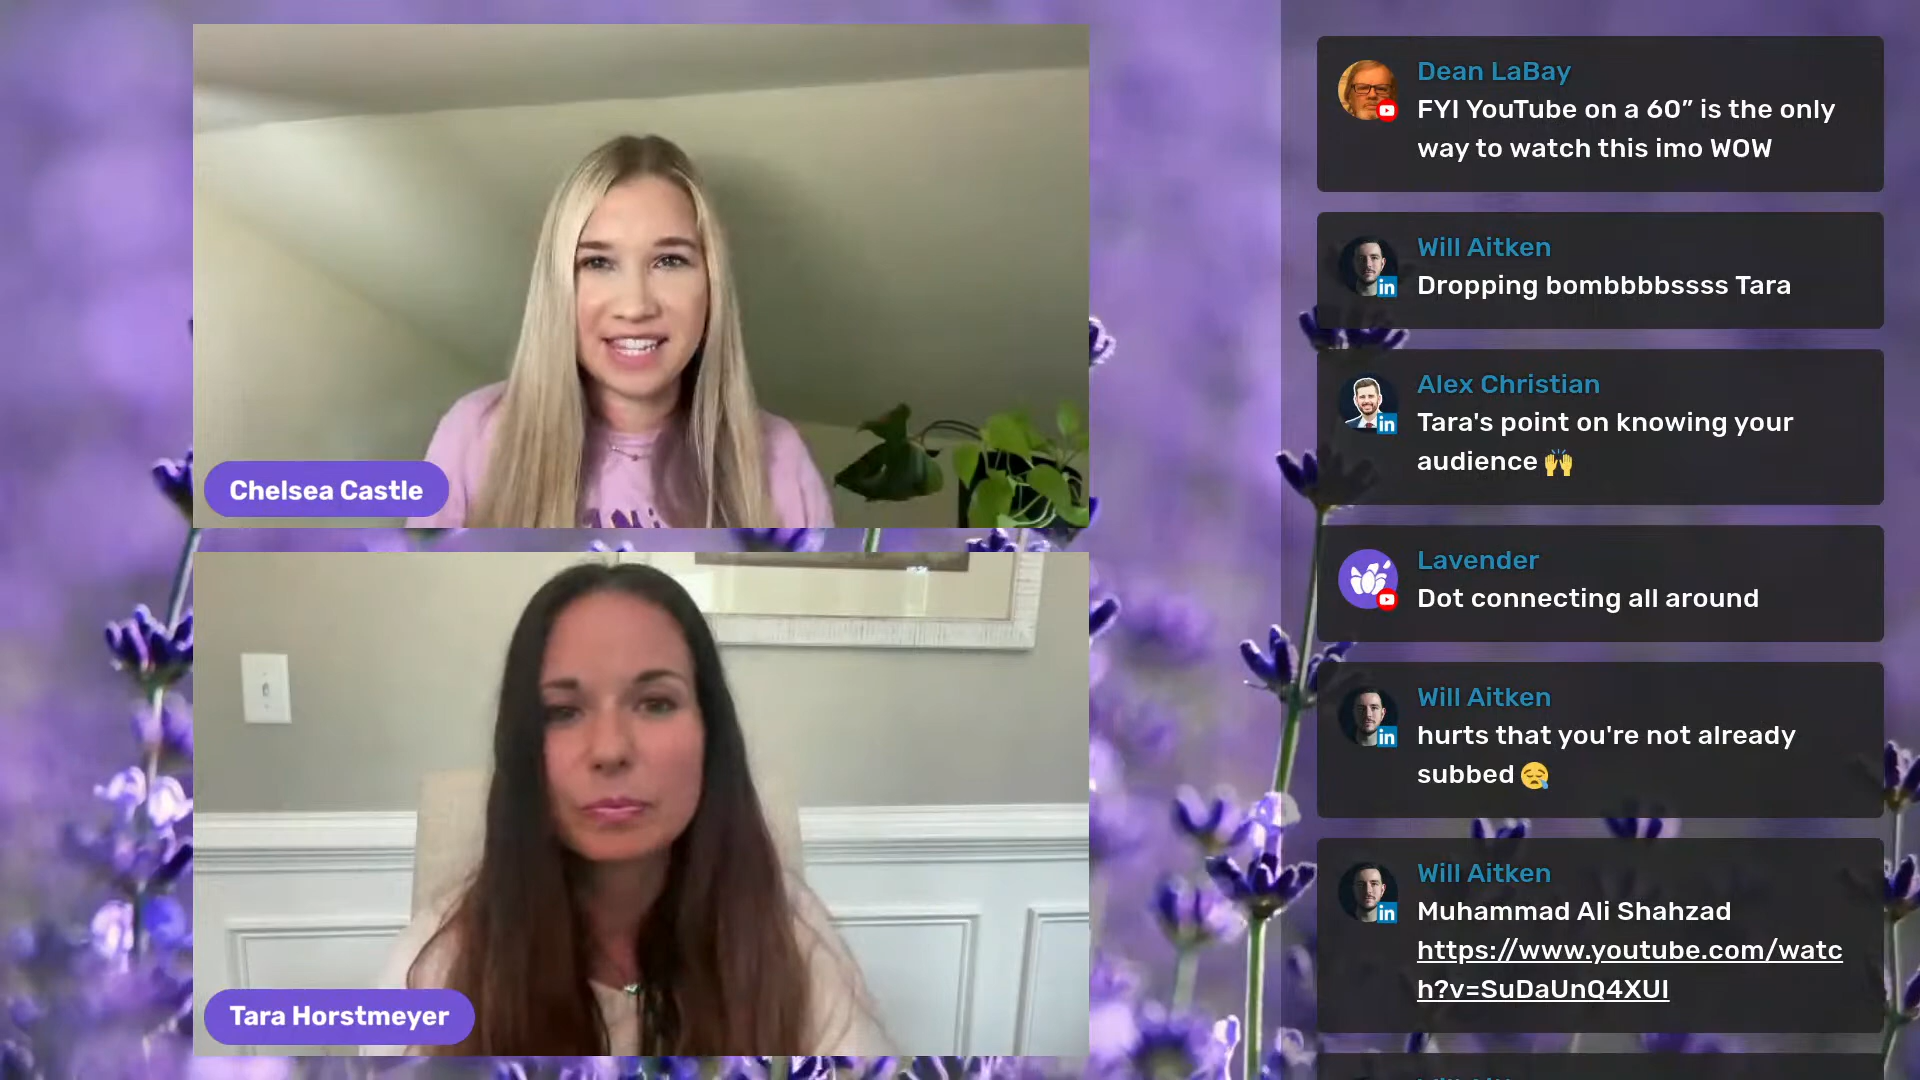 Chelsea Castle
Tara Horstmeyer
Dean LaBay
FYI YouTube on a 60” is the only
way to watch this imo WOW
Will Aitken
Dropping bombbbbssss Tara
Alex Christian
Tara's point on knowing your
audience 🙌
Lavender
Dot connecting all around
Will Aitken
hurts that you're not already
subbed 😪
Will Aitken
Muhammad Ali Shahzad
https://www.youtube.com/watc
h?v=SuDaUnQ4XUI